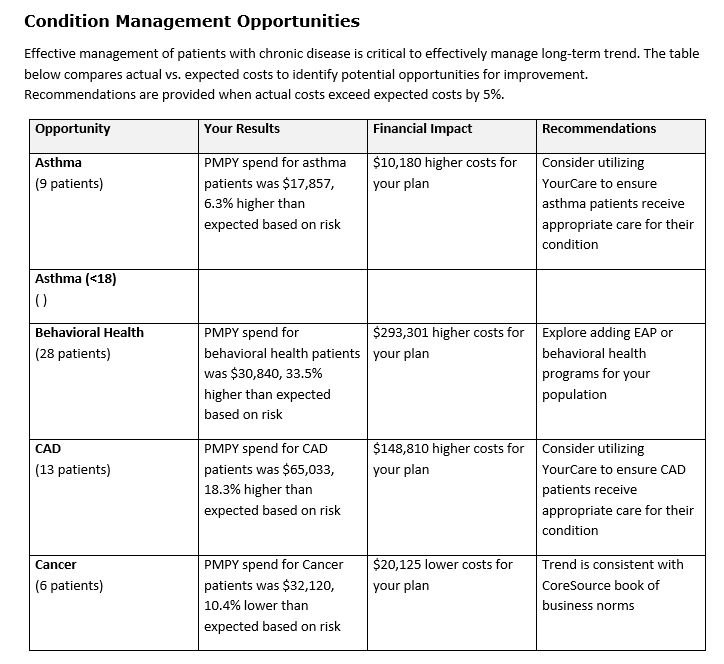 Condition Management Opportunities
Effective management of patients with chronic disease is critical to effectively manage long-term trend. The table
below compares actual vs. expected costs to identify potential opportunities for improvement.
Recommendations are provided when actual costs exceed expected costs by 5%.
Opportunity
Your Results
Financial Impact
Recommendations
Asthma
(9 patients)
PMPY spend for asthma
patients was $17,857,
6.3% higher than
expected based on risk
$10,180 higher costs for
your plan
Consider utilizing
YourCare to ensure
asthma patients receive
appropriate care for their
condition
Asthma (<18)
( )
Behavioral Health
(28 patients)
PMPY spend for
behavioral health patients
was $30,840, 33.5%
higher than expected
based on risk
$293,301 higher costs for
your plan
Explore adding EAP or
behavioral health
programs for your
population
CAD
(13 patients)
PMPY spend for CAD
patients was $65,033,
18.3% higher than
expected based on risk
$148,810 higher costs for
your plan
Consider utilizing
YourCare to ensure CAD
patients receive
appropriate care for their
condition
Cancer
(6 patients)
PMPY spend for Cancer
patients was $32,120,
10.4% lower than
expected based on risk
$20,125 lower costs for
your plan
Trend is consistent with
CoreSource book of
business norms